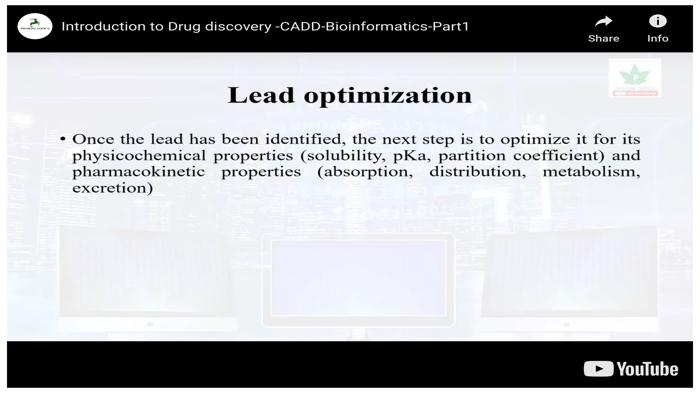 Introduction to Drug discovery -CADD-Bioinformatics-Part1
Share
Info
Lead optimization
• Once the lead has been identified, the next step is to optimize it for its
physicochemical properties (solubility, pKa, partition coefficient) and
pharmacokinetic properties (absorption, distribution, metabolism,
excretion)
YouTube